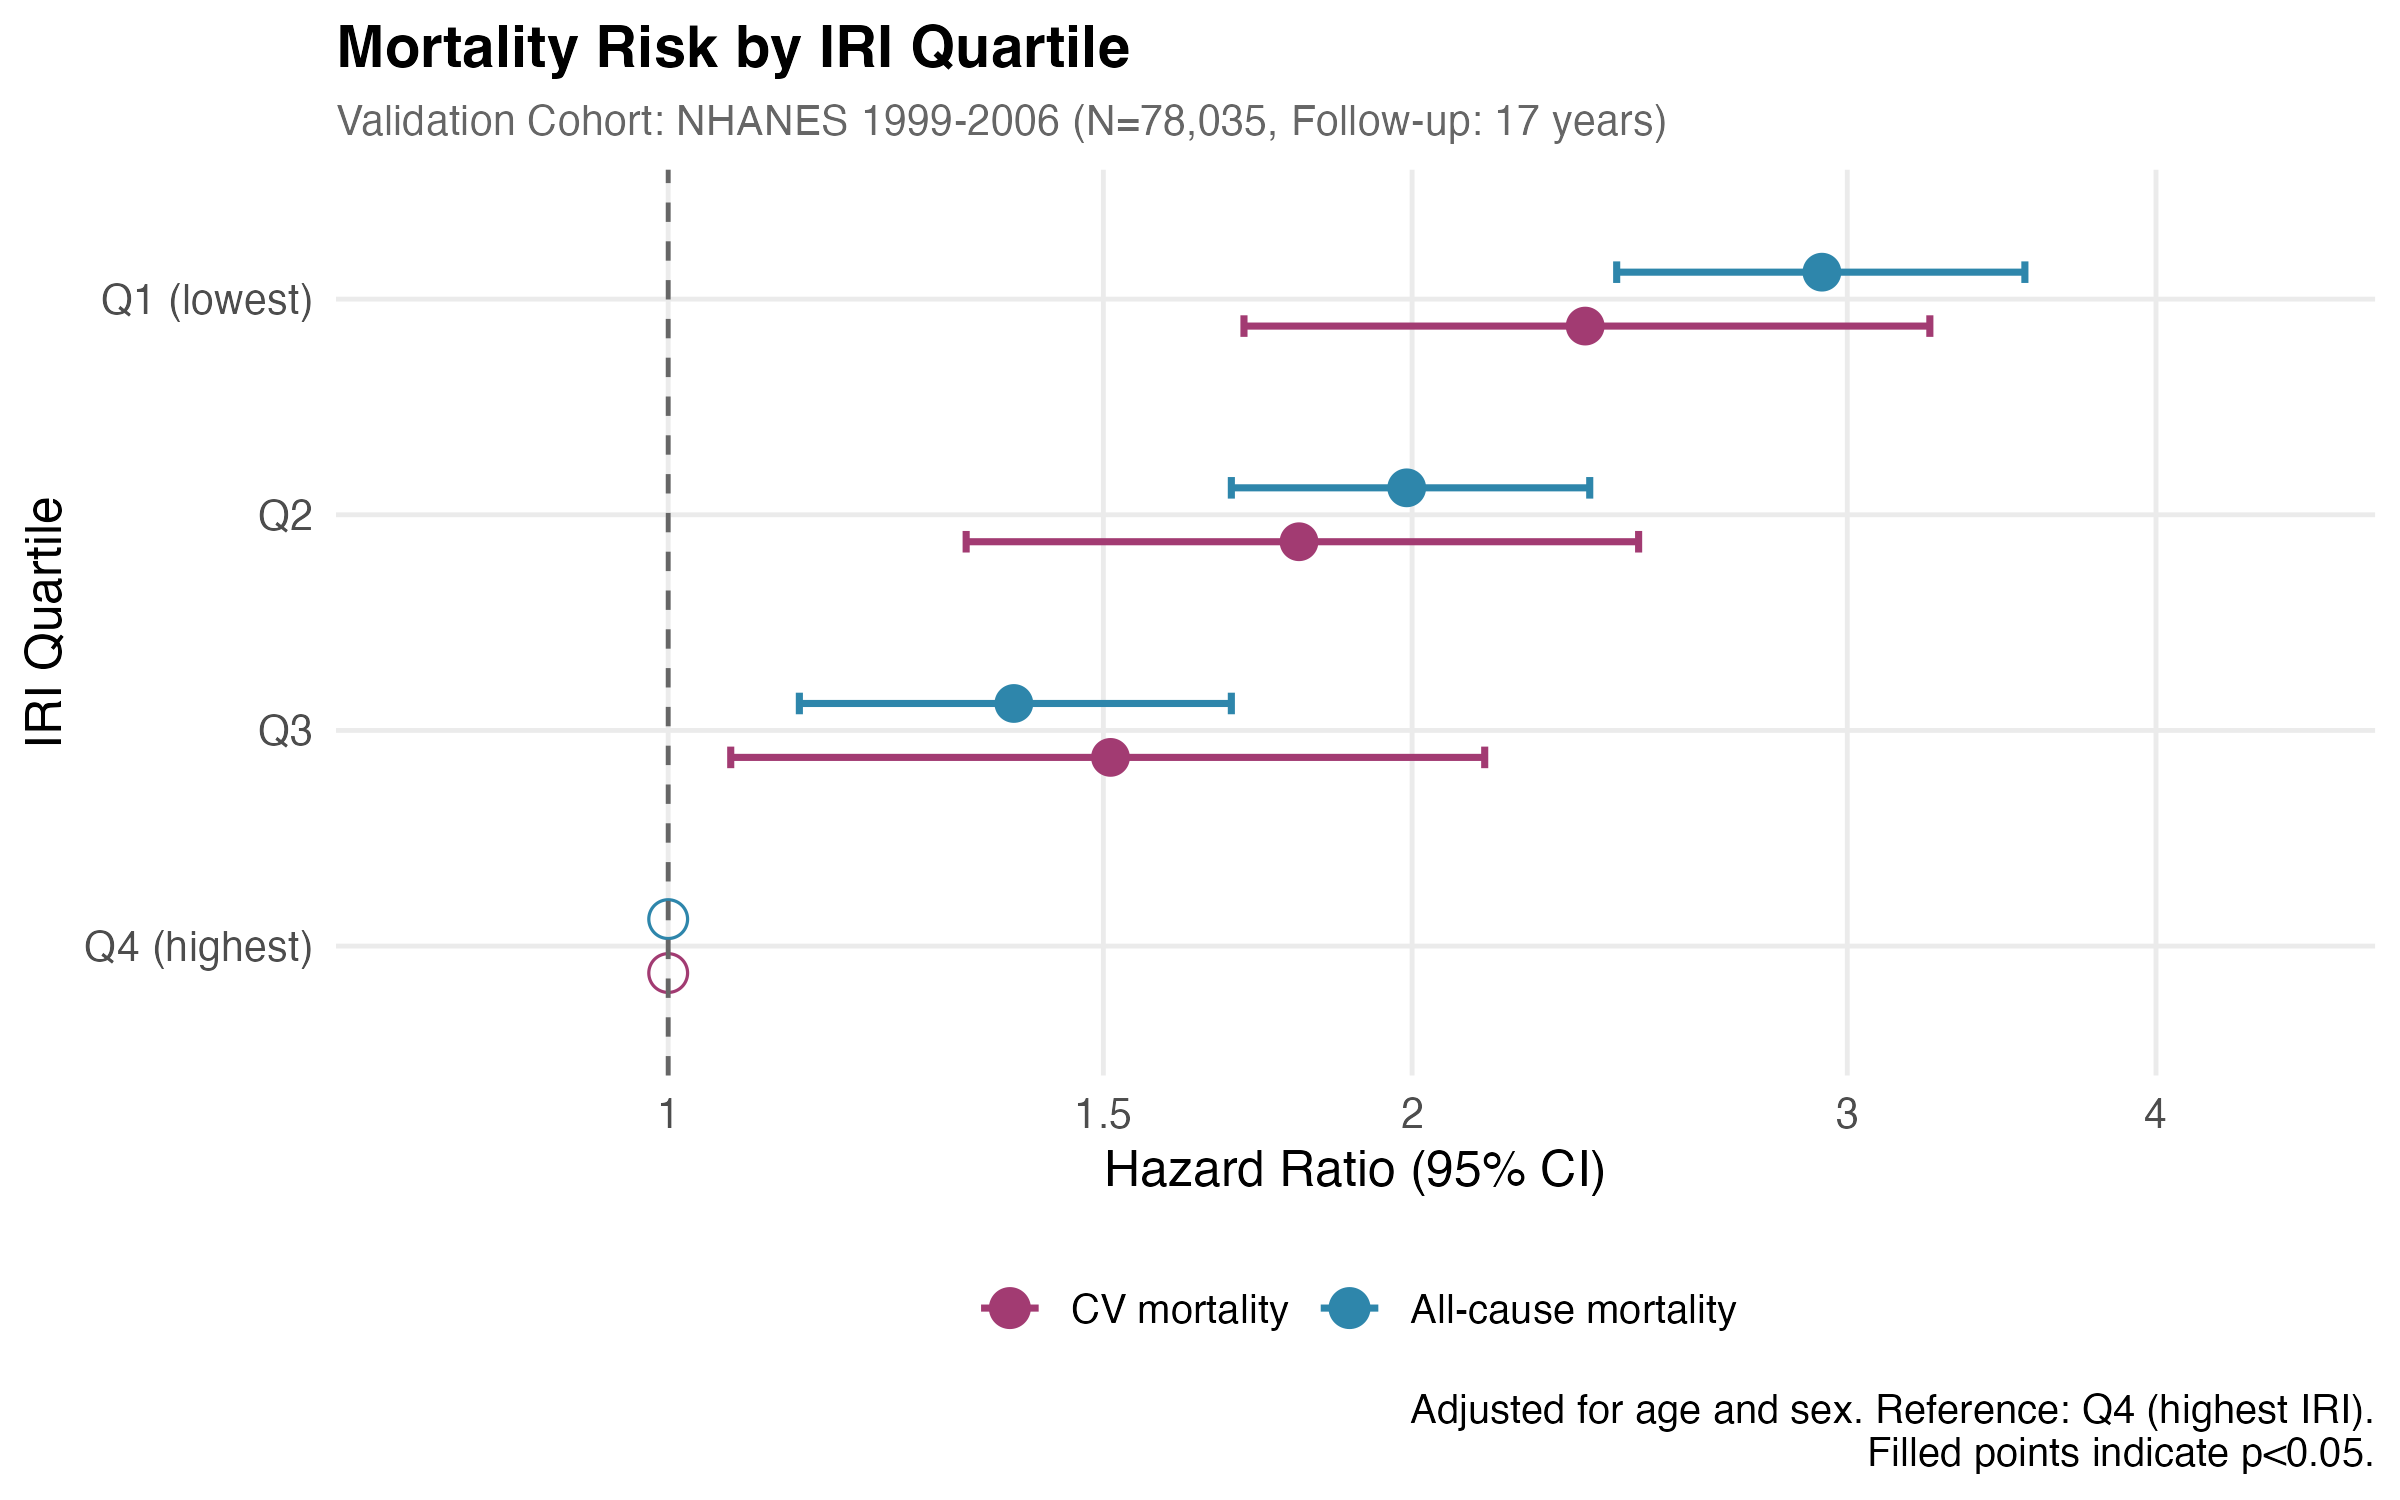 Mortality Risk by IRI Quartile
Validation Cohort: NHANES 1999-2006 (N=78,035, Follow-up: 17 years)
IRI Quartile
Q1 (lowest)
Q2
Q3
Q4 (highest)
1
1.5
2
3
4
Hazard Ratio (95% CI)
CV mortality
All-cause mortality
Adjusted for age and sex. Reference: Q4 (highest IRI).
Filled points indicate p<0.05.